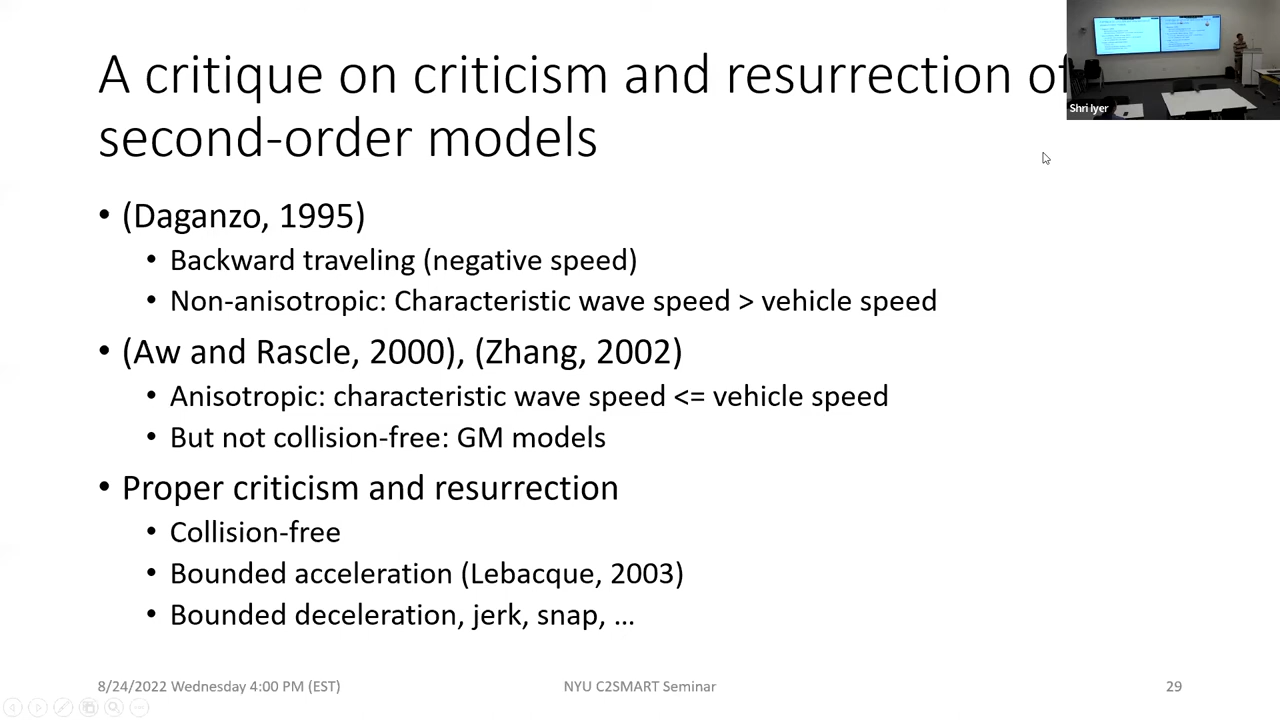 A critique on criticism and resurrection of
second-order models
Shri Iyer
• (Daganzo, 1995)
• Backward traveling (negative speed)
• Non-anisotropic: Characteristic wave speed > vehicle speed
• (Aw and Rascle, 2000), (Zhang, 2002)
• Anisotropic: characteristic wave speed <= vehicle speed
• But not collision-free: GM models
• Proper criticism and resurrection
• Collision-free
• Bounded acceleration (Lebacque, 2003)
• Bounded deceleration, jerk, snap, ...
8/24/2022 Wednesday 4:00 PM (EST)
NYU C2SMART Seminar
29